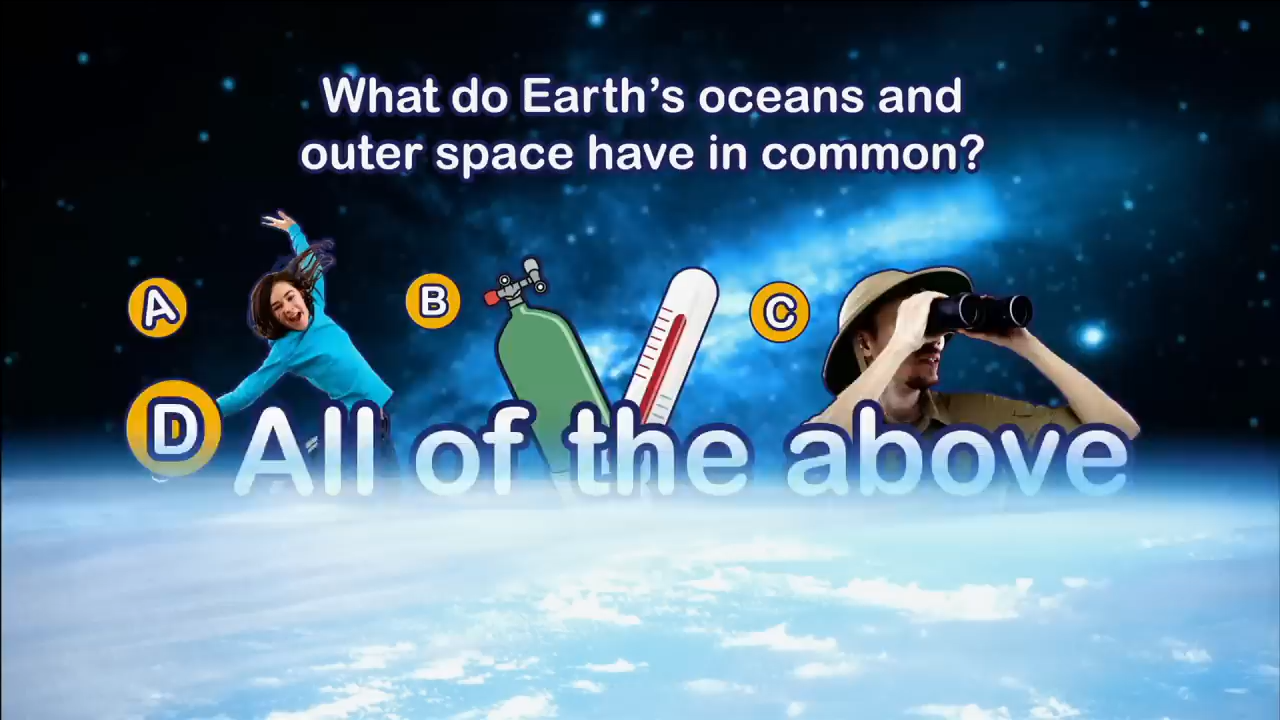 What do Earth's oceans and
outer space have in common?
A
B
C
D All of the above